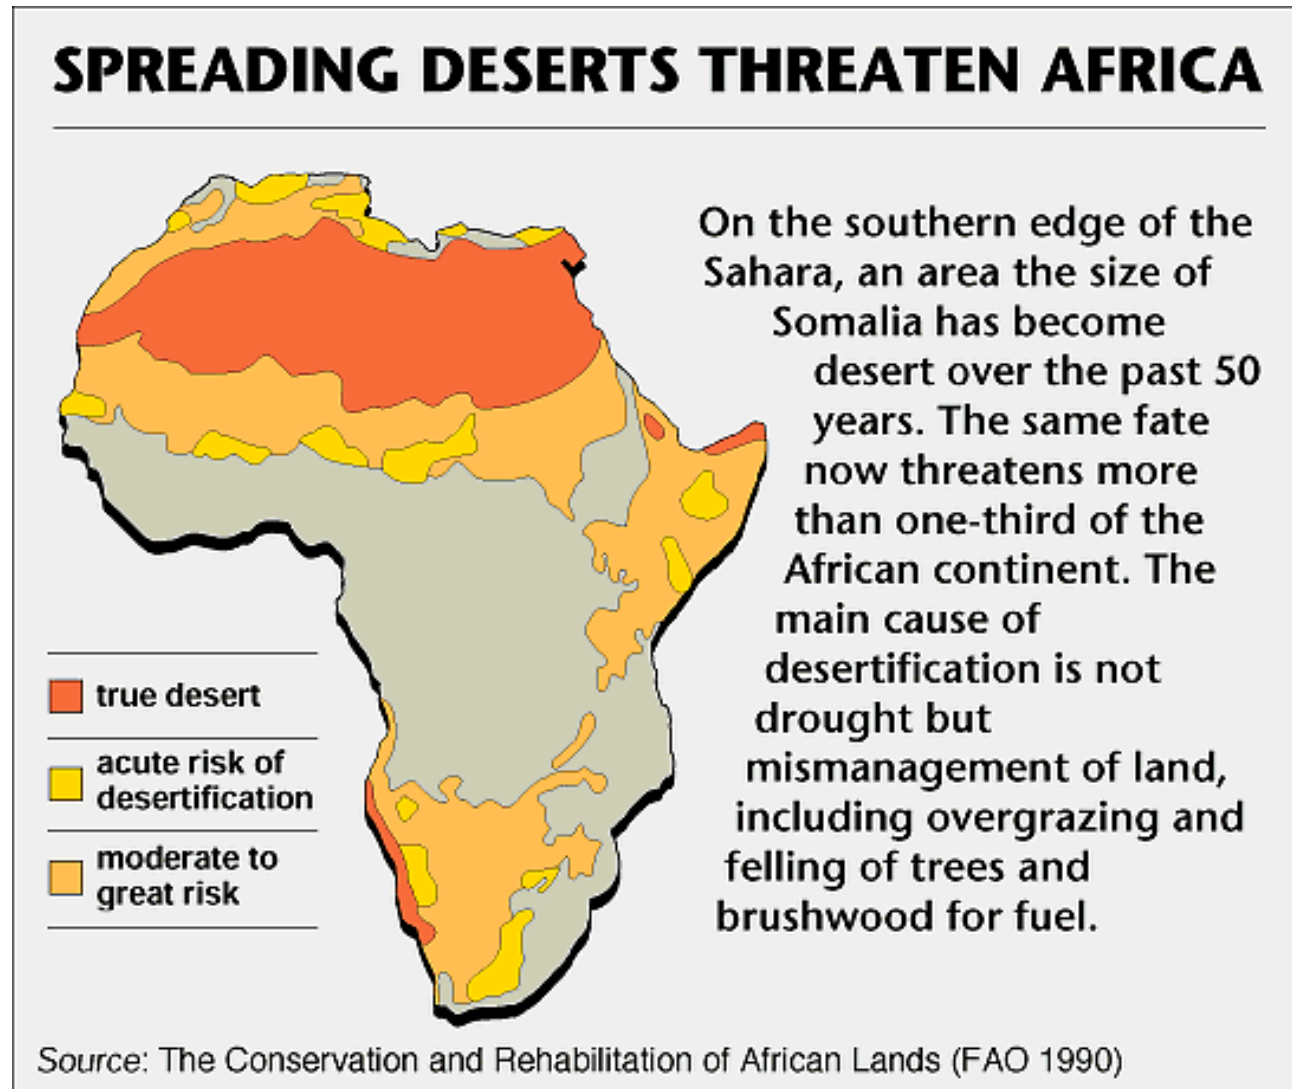 SPREADING DESERTS THREATEN AFRICA
On the southern edge of the
Sahara, an area the size of
Somalia has become
desert over the past 50
years. The same fate
now threatens more
than one-third of the
African continent. The
main cause of
desertification is not
drought but
mismanagement of land,
including overgrazing and
felling of trees and
brushwood for fuel.
true desert
acute risk of
desertification
moderate to
great risk
Source: The Conservation and Rehabilitation of African Lands (FAO 1990)